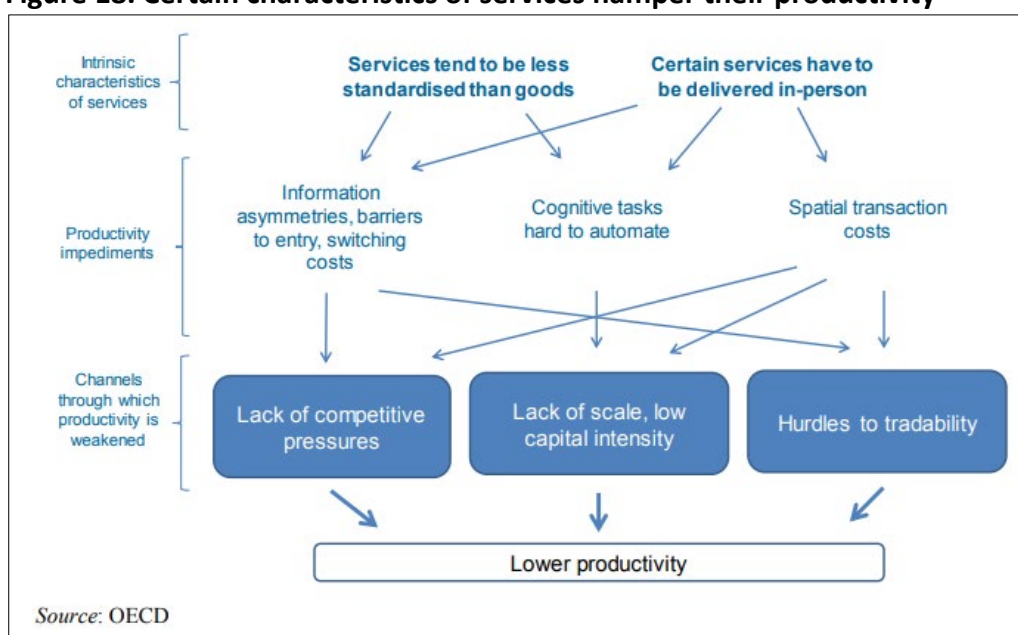 Figure 18. Certain characteristics of services hamper their productivity
Intrinsic
characteristics
of services
Services tend to be less
standardised than goods
Certain services have to
be delivered in-person
Productivity
impediments
Information
asymmetries, barriers
to entry, switching
costs
Cognitive tasks
hard to automate
Spatial transaction
costs
Channels
through which
productivity is
weakened
Lack of competitive
pressures
Lack of scale, low
capital intensity
Hurdles to tradability
Lower productivity
Source: OECD